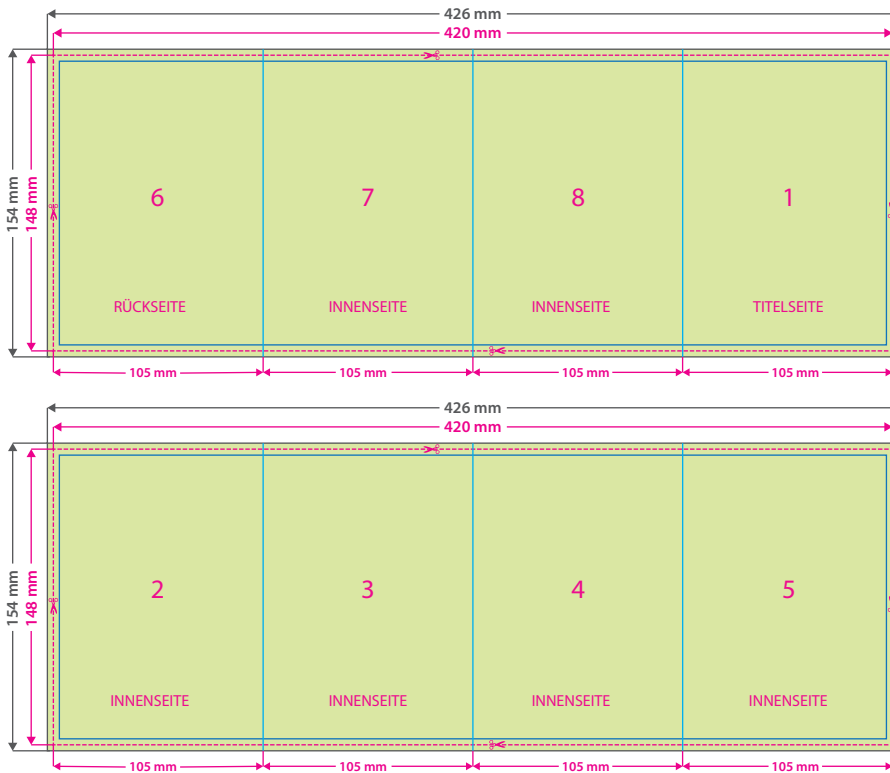 426 mm
420 mm
154 mm
148 mm
6 7 8 1
RÜCKSEITE INNENSEITE INNENSEITE TITELSEITE
105 mm 105 mm 105 mm 105 mm
426 mm
420 mm
154 mm
148 mm
2 3 4 5
INNENSEITE INNENSEITE INNENSEITE INNENSEITE
105 mm 105 mm 105 mm 105 mm